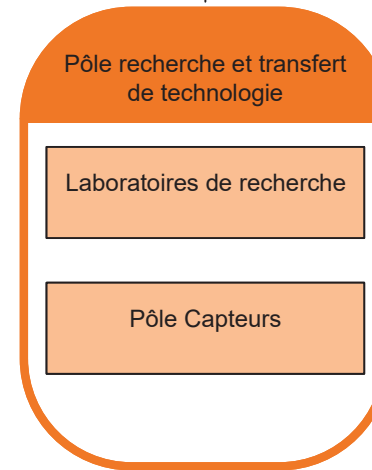 Pôle recherche et transfert
de technologie
Laboratoires de recherche
Pôle Capteurs